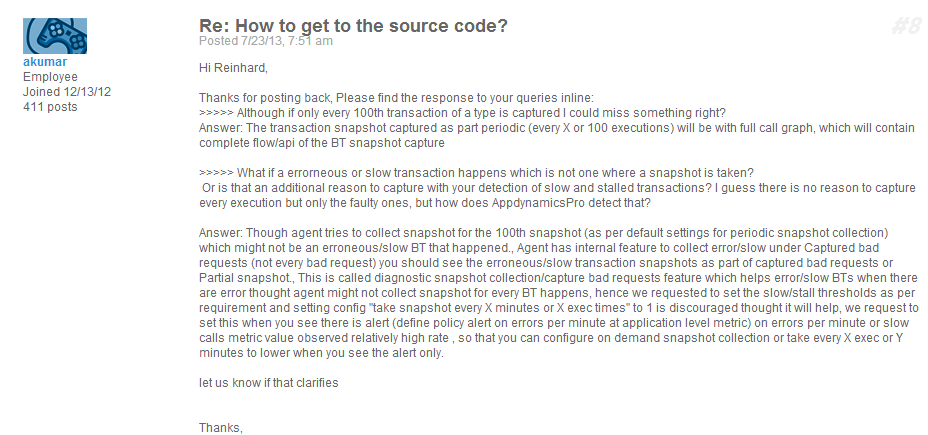 Re: How to get to the source code?
#8
Posted 7/23/13, 7:51 am
akumar
Employee
Joined 12/13/12
411 posts
Hi Reinhard,
Thanks for posting back, Please find the response to your queries inline:
>>>>> Although if only every 100th transaction of a type is captured I could miss something right?
Answer: The transaction snapshot captured as part periodic (every X or 100 executions) will be with full call graph, which will contain
complete flow/api of the BT snapshot capture
>>>>> What if a errorneous or slow transaction happens which is not one where a snapshot is taken?
Or is that an additional reason to capture with your detection of slow and stalled transactions? I guess there is no reason to capture
every execution but only the faulty ones, but how does AppdynamicsPro detect that?
Answer: Though agent tries to collect snapshot for the 100th snapshot (as per default settings for periodic snapshot collection)
which might not be an erroneous/slow BT that happened., Agent has internal feature to collect error/slow under Captured bad
requests (not every bad request) you should see the erroneous/slow transaction snapshots as part of captured bad requests or
Partial snapshot., This is called diagnostic snapshot collection/capture bad requests feature which helps error/slow BTs when there
are error thought agent might not collect snapshot for every BT happens, hence we requested to set the slow/stall thresholds as per
requirement and setting config "take snapshot every X minutes or X exec times" to 1 is discouraged thought it will help, we request to
set this when you see there is alert (define policy alert on errors per minute at application level metric) on errors per minute or slow
calls metric value observed relatively high rate , so that you can configure on demand snapshot collection or take every X exec or Y
minutes to lower when you see the alert only.
let us know if that clarifies
Thanks,